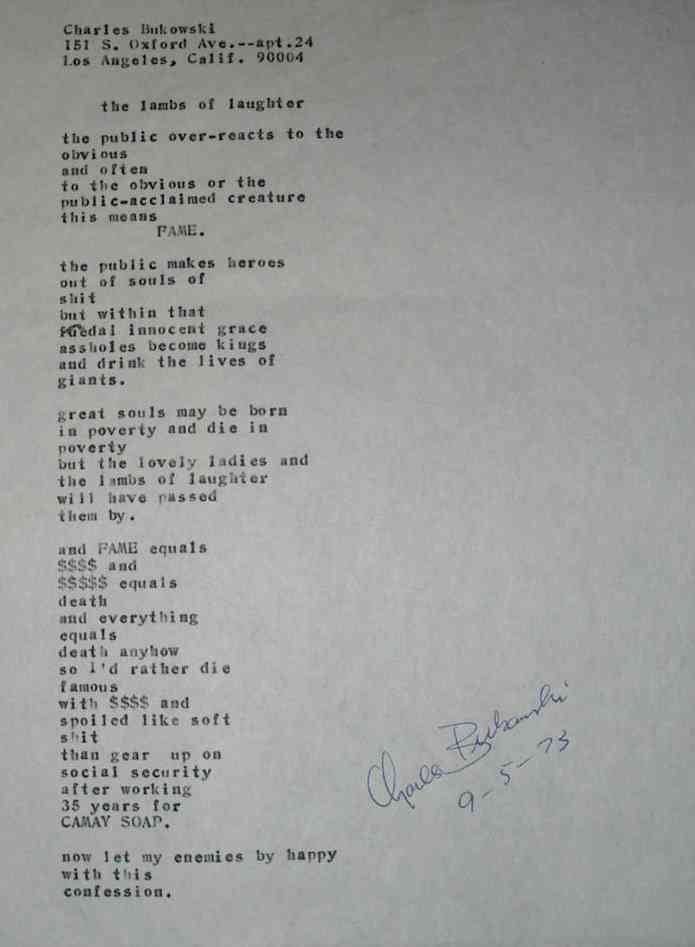 Charles Bukowski
151 S. Oxford Ave.--apt.24
Los Angeles, Calif. 90004
the lambs of laughter
the public over-reacts to the
obvious
and often
to the obvious or the
public-acclaimed creature
this means
FAME.
the public makes heroes
out of souls of
shit
but within that
medal innocent grace
assholes become kings
and drink the lives of
giants.
great souls may be born
in poverty and die in
poverty
but the lovely ladies and
the lambs of laughter
will have passed
them by.
and FAME equals
$$$$ and
$$$$$ equals
death
and everything
equals
death anyhow
so I'd rather die
famous
with $$$$ and
spoiled like soft
shit
than gear up on
social security
after working
35 years for
CAMAY SOAP.
now let my enemies by happy
with this
confession.
Charles Bukowski
9-5-73